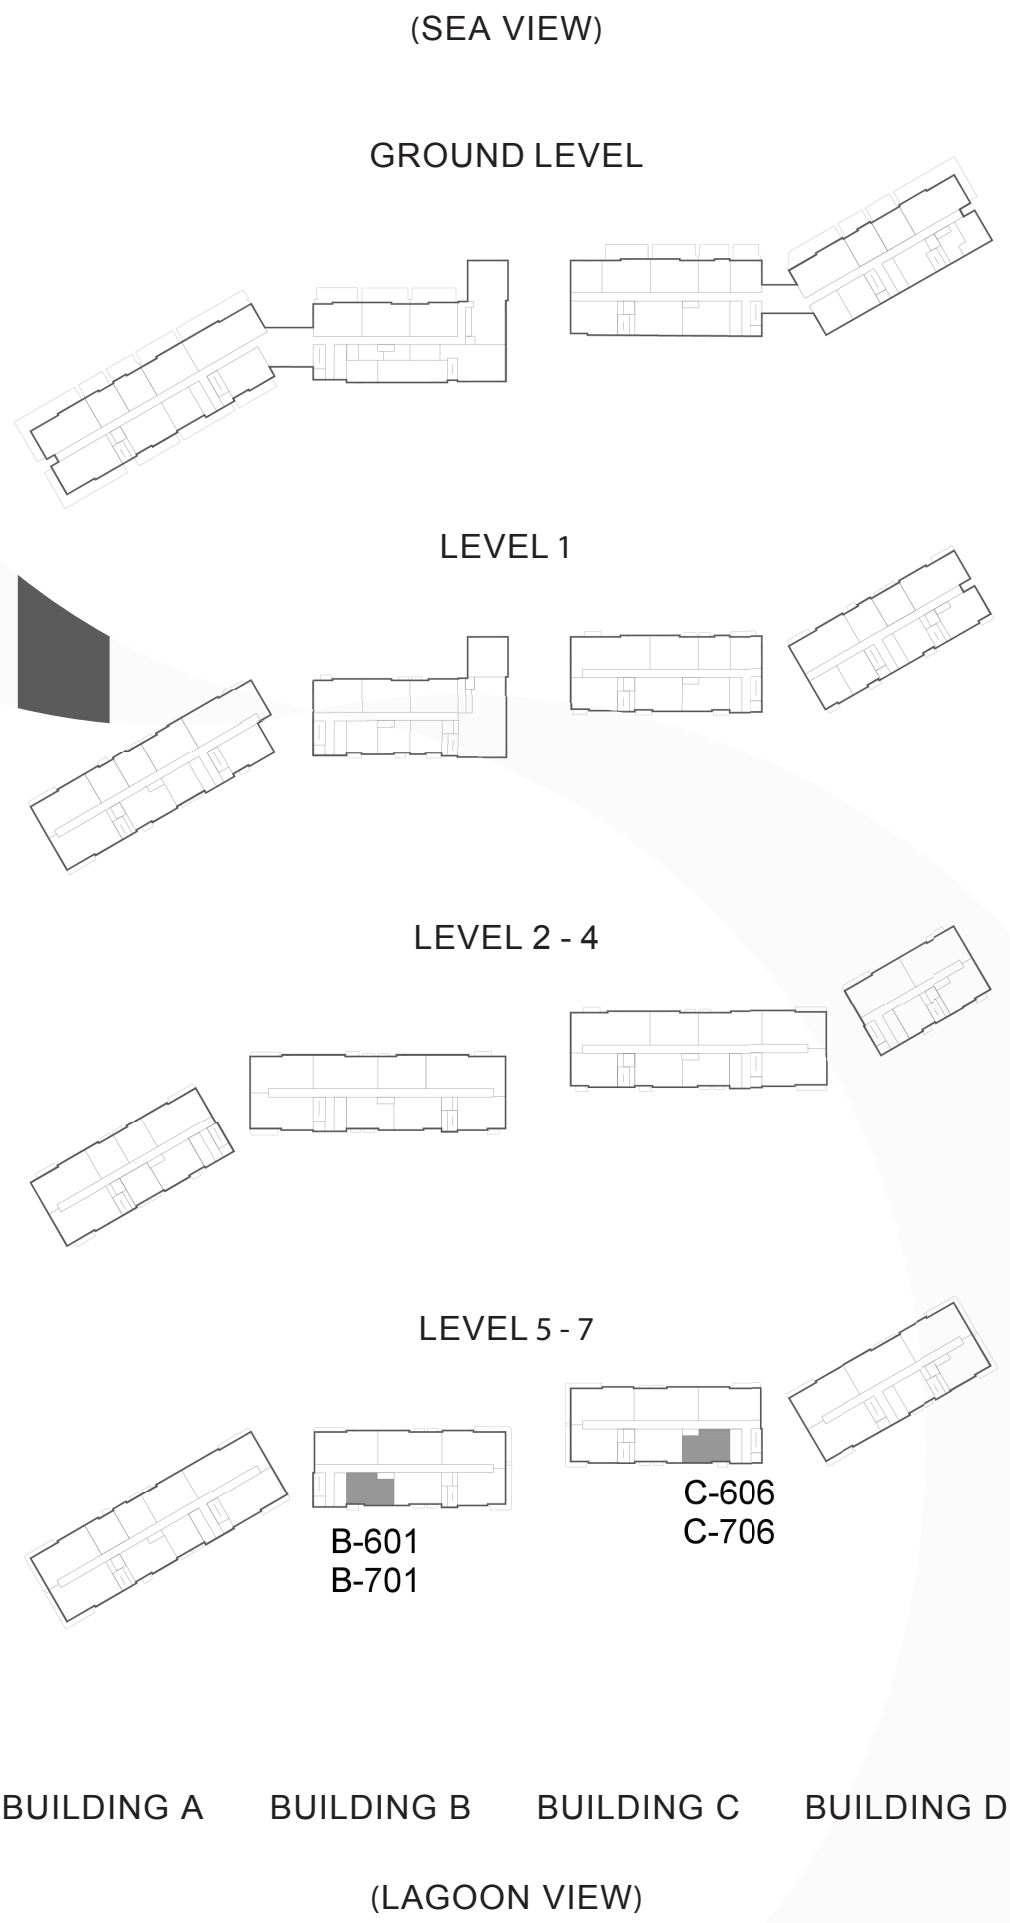 (SEA VIEW)
GROUND LEVEL
LEVEL 1
LEVEL 2 - 4
LEVEL 5 - 7
C-606
C-706
B-601
B-701
BUILDING A BUILDING B BUILDING C BUILDING D
(LAGOON VIEW)